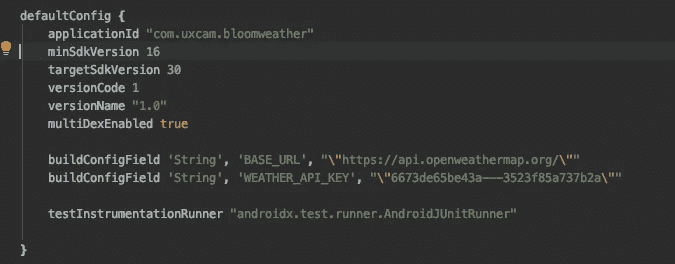 defaultConfig {
applicationId "com.uxcam.bloomweather"
minSdkVersion 16
targetSdkVersion 30
versionCode 1
versionName "1.0"
multiDexEnabled true
buildConfigField 'String', 'BASE_URL', "\"https://api.openweathermap.org/\""
buildConfigField 'String', 'WEATHER_API_KEY', "\"6673de65be43a———3523f85a737b2a\""
testInstrumentationRunner "androidx.test.runner.AndroidJUnitRunner"
}